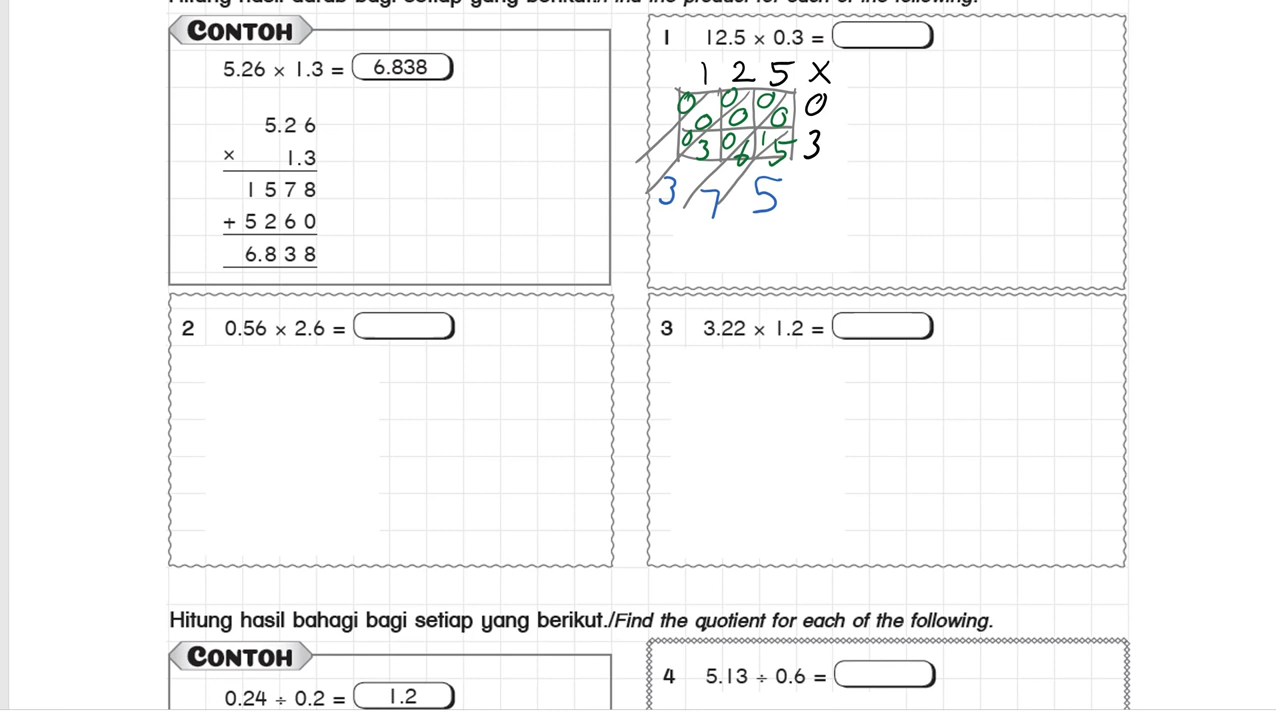 Hitung hasil darab bagi setiap yang berikut./Find the product for each of the following.
CONTOH
5.26 × 1.3 = 6.838
5.2 6
× 1.3
1 5 7 8
+ 5 2 6 0
6.8 3 8
1 12.5 × 0.3 =
1 2 5 X
0 0 0 0
0 0 0
0 0 1 3
3 6 5
3 7 5
2 0.56 × 2.6 =
3 3.22 × 1.2 =
Hitung hasil bahagi bagi setiap yang berikut./Find the quotient for each of the following.
CONTOH
0.24 ÷ 0.2 = 1.2
4 5.13 ÷ 0.6 =